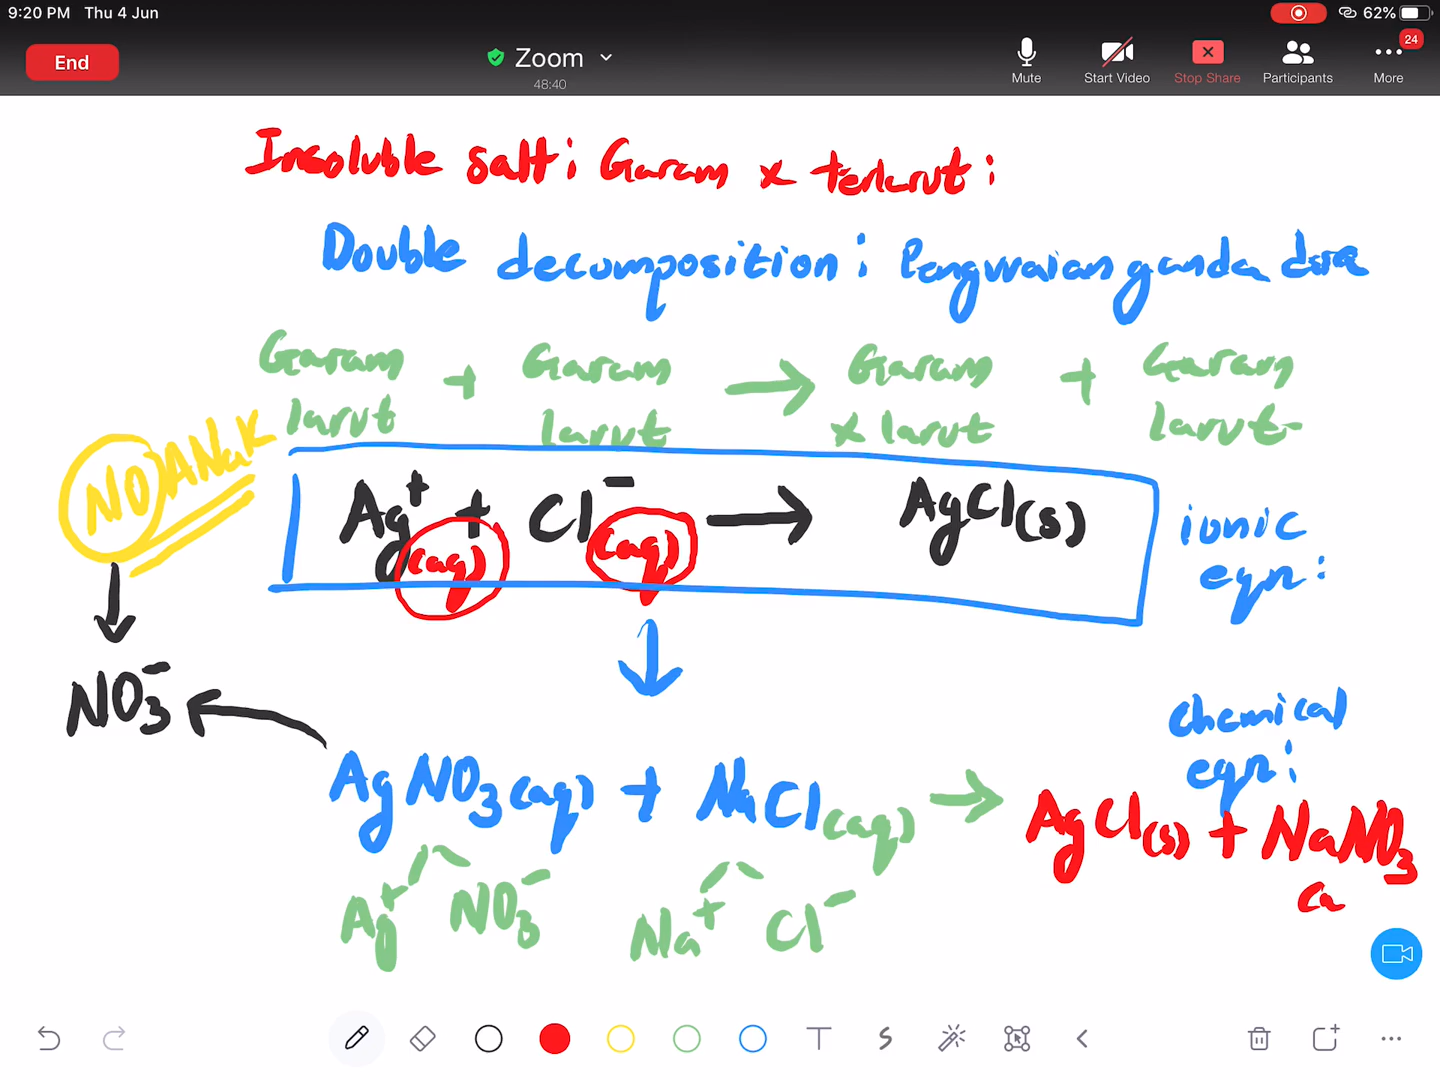 9:20 PM Thu 4 Jun
62%
End
Zoom
48:40
Mute
Start Video
Stop Share
Participants
24
More
Insoluble salt: Garam x terlarut:
Double decomposition: Penguraian ganda dua
Garam larut + Garam larut → Garam x larut + Garam larut
NO ANaK
Ag⁺(aq) + Cl⁻(aq) → AgCl(s)
ionic eqn:
NO₃⁻
chemical eqn:
AgNO₃(aq) + NaCl(aq) → AgCl(s) + NaNO₃ (a
Ag⁺ NO₃⁻ Na⁺ Cl⁻
T